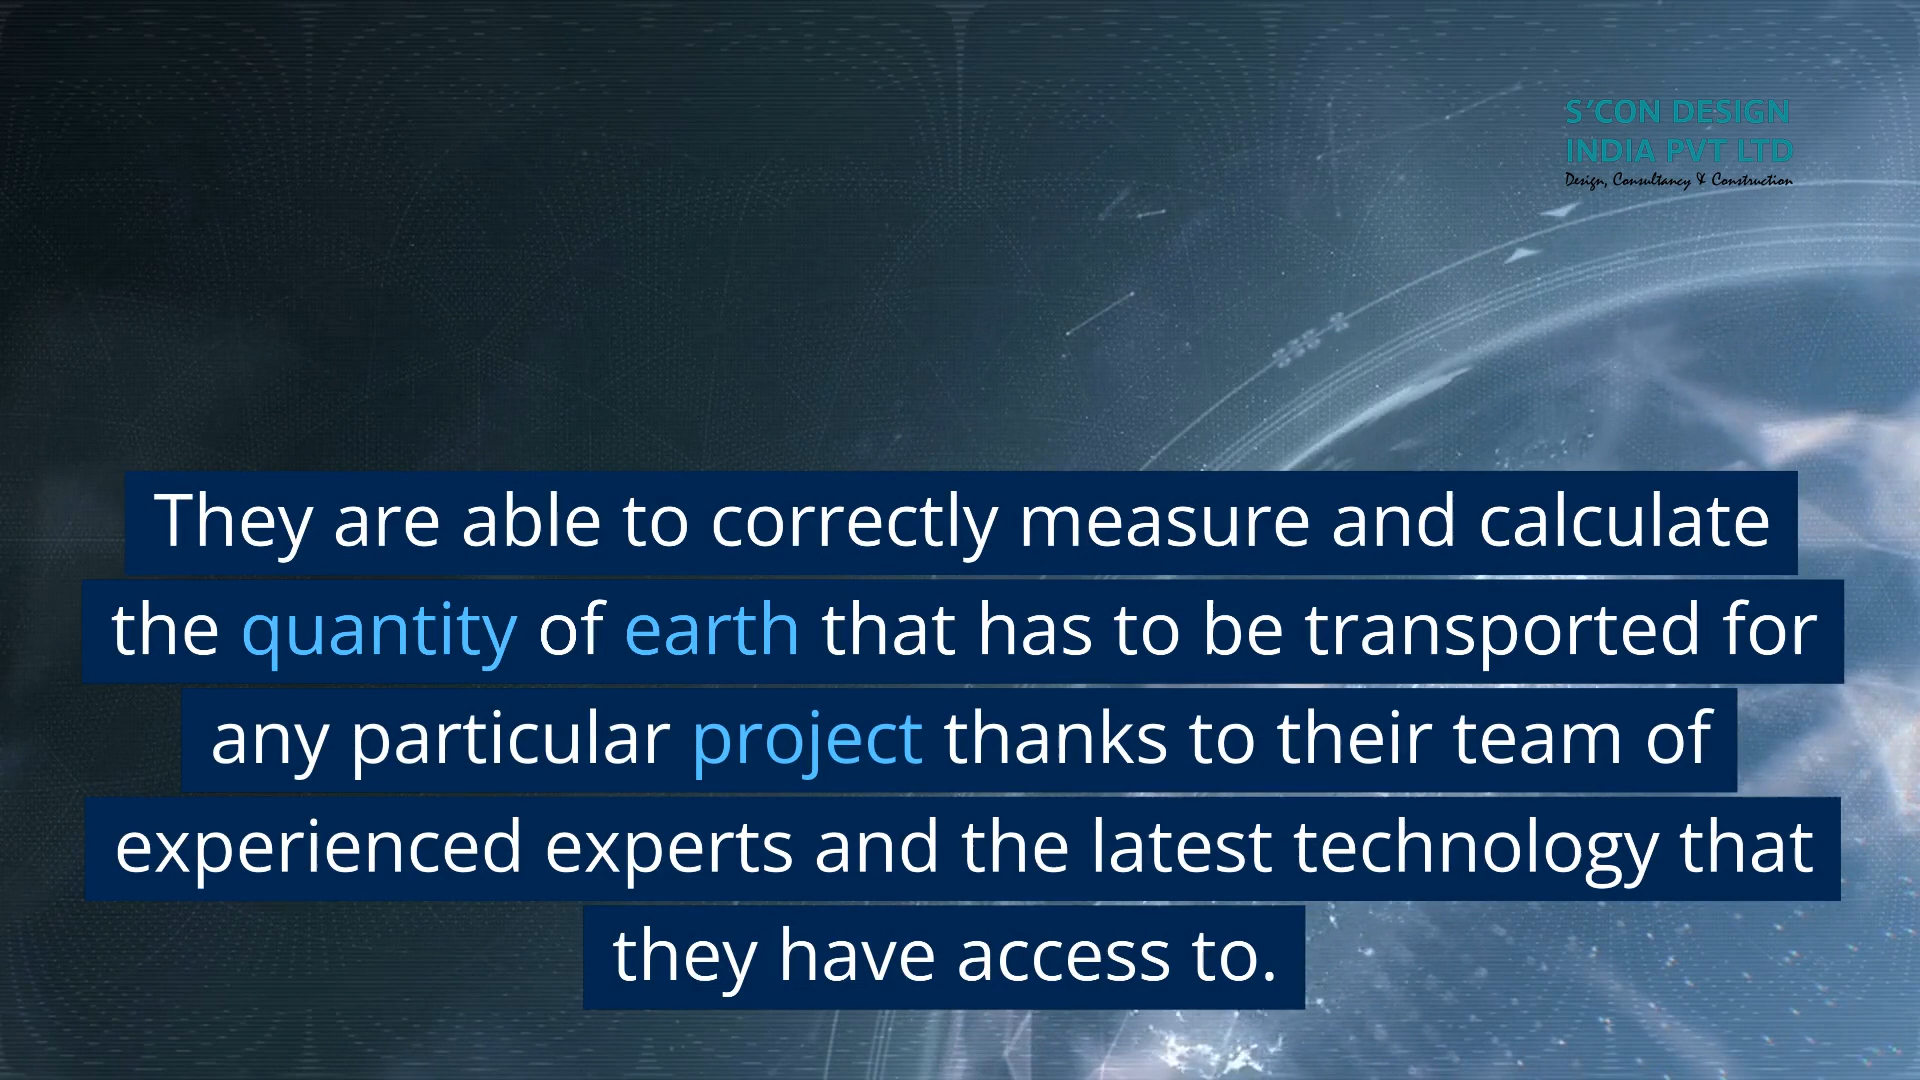 S'CON DESIGN
INDIA PVT LTD
Design, Consultancy & Construction
They are able to correctly measure and calculate
the quantity of earth that has to be transported for
any particular project thanks to their team of
experienced experts and the latest technology that
they have access to.